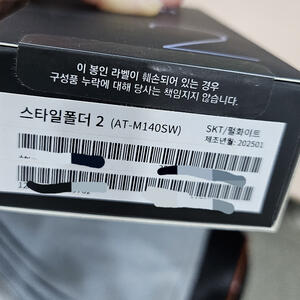 이 봉인 라벨이 훼손되어 있는 경우
구성품 누락에 대해 당사는 책임지지 않습니다.
스타일폴더 2 (AT-M140SW)
SKT/펄화이트
제조년월: 202501